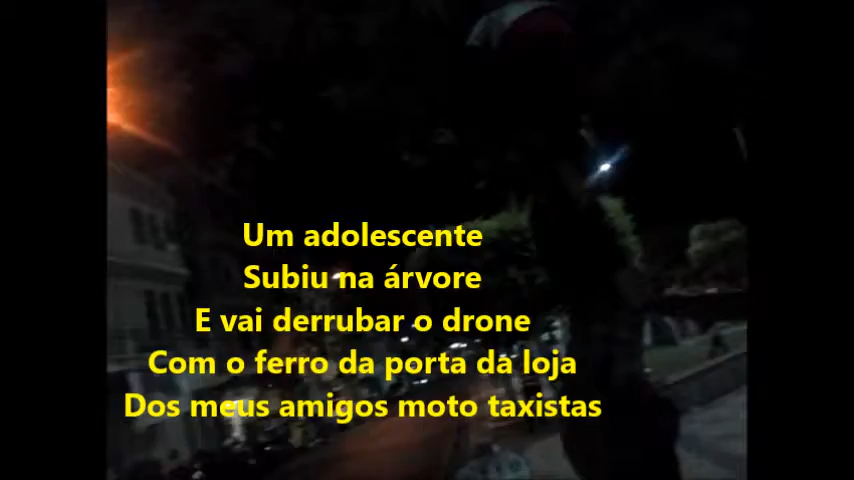 Um adolescente
Subiu na árvore
E vai derrubar o drone
Com o ferro da porta da loja
Dos meus amigos moto taxistas